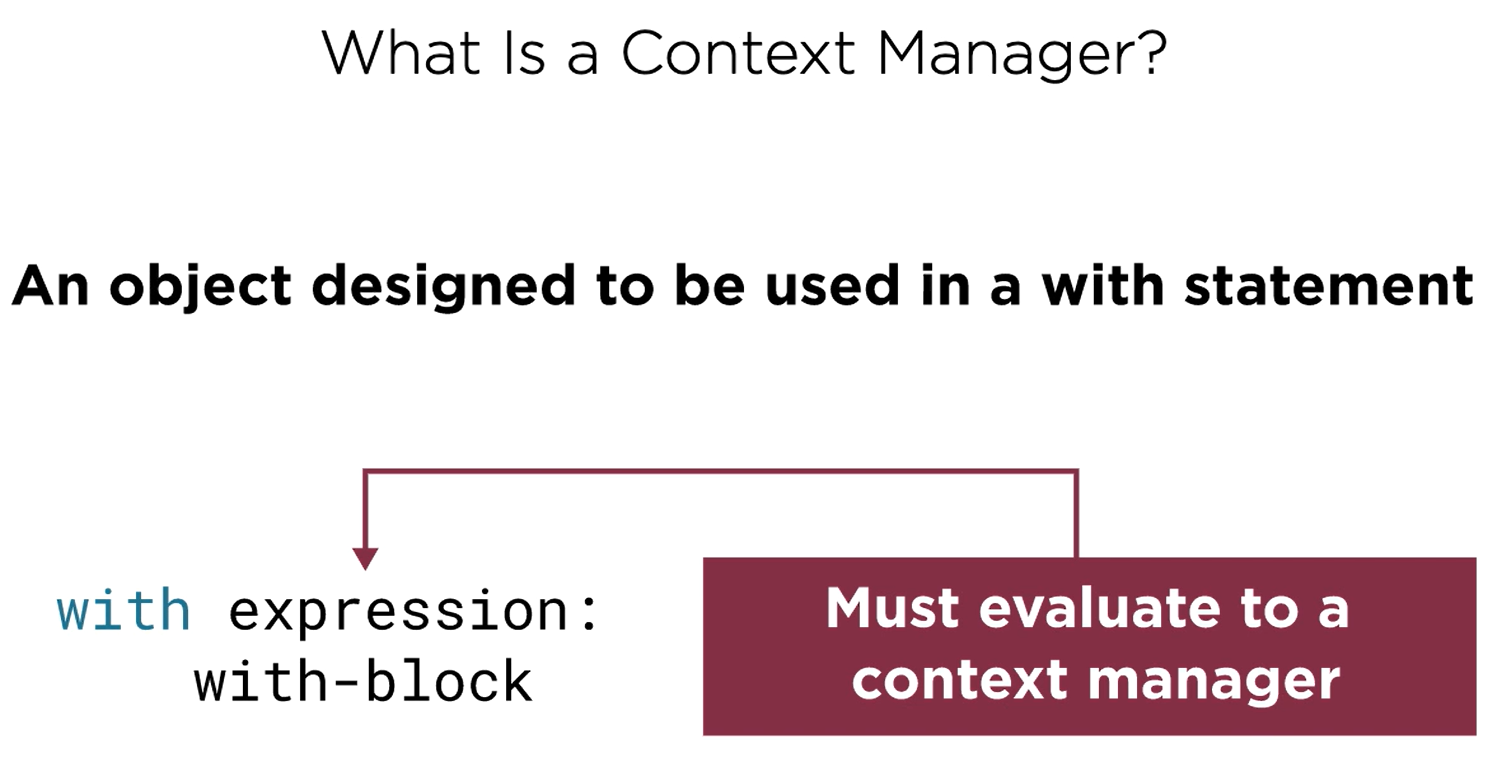 What Is a Context Manager?
An object designed to be used in a with statement
with expression:
with-block
Must evaluate to a
context manager